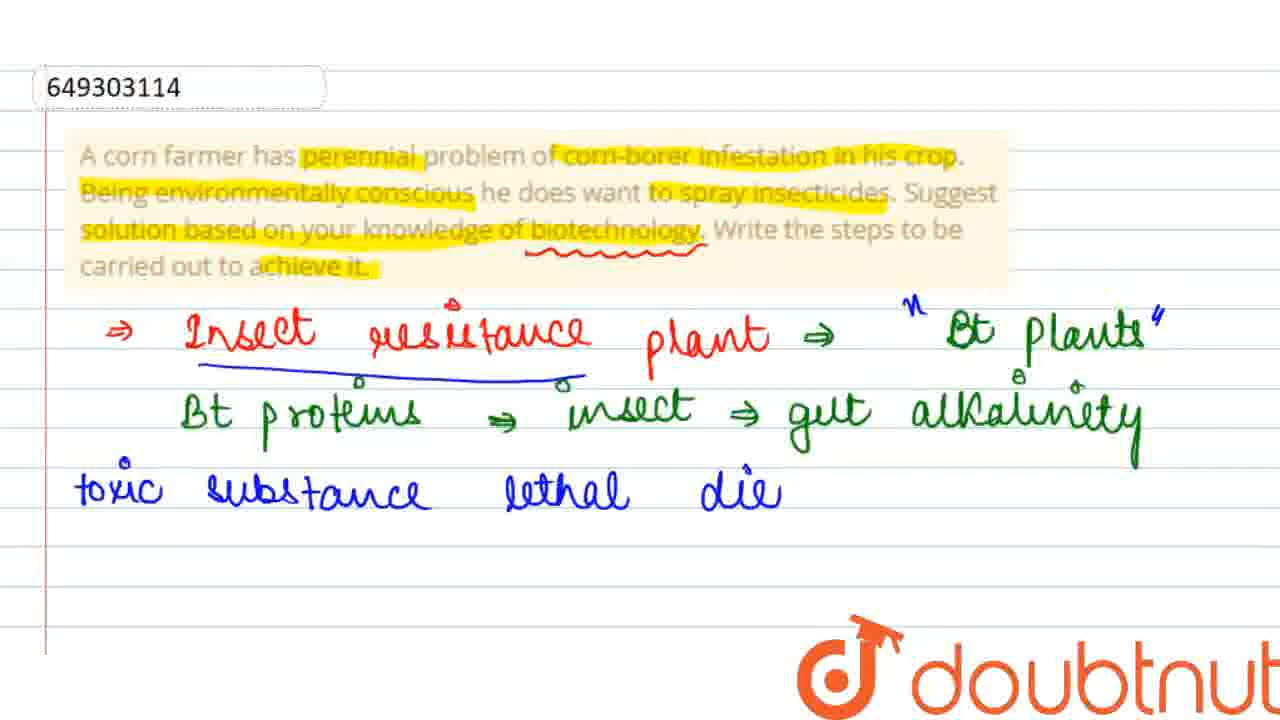 649303114
A corn farmer has perennial problem of corn-borer infestation in his crop.
Being environmentally conscious he does want to spray insecticides. Suggest
solution based on your knowledge of biotechnology. Write the steps to be
carried out to achieve it.
⇒ Insect resistance plant ⇒ "Bt plants"
Bt proteins ⇒ insect ⇒ gut alkalinety
toxic substance lethal die
doubtnut